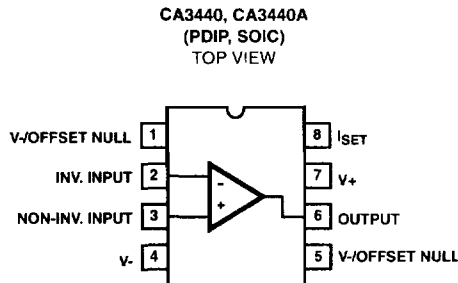 CA3440, CA3440A
(PDIP, SOIC)
TOP VIEW
V-/OFFSET NULL 1
8 ISET
INV. INPUT 2
-
7 V+
NON-INV. INPUT 3
+
6 OUTPUT
V- 4
5 V-/OFFSET NULL